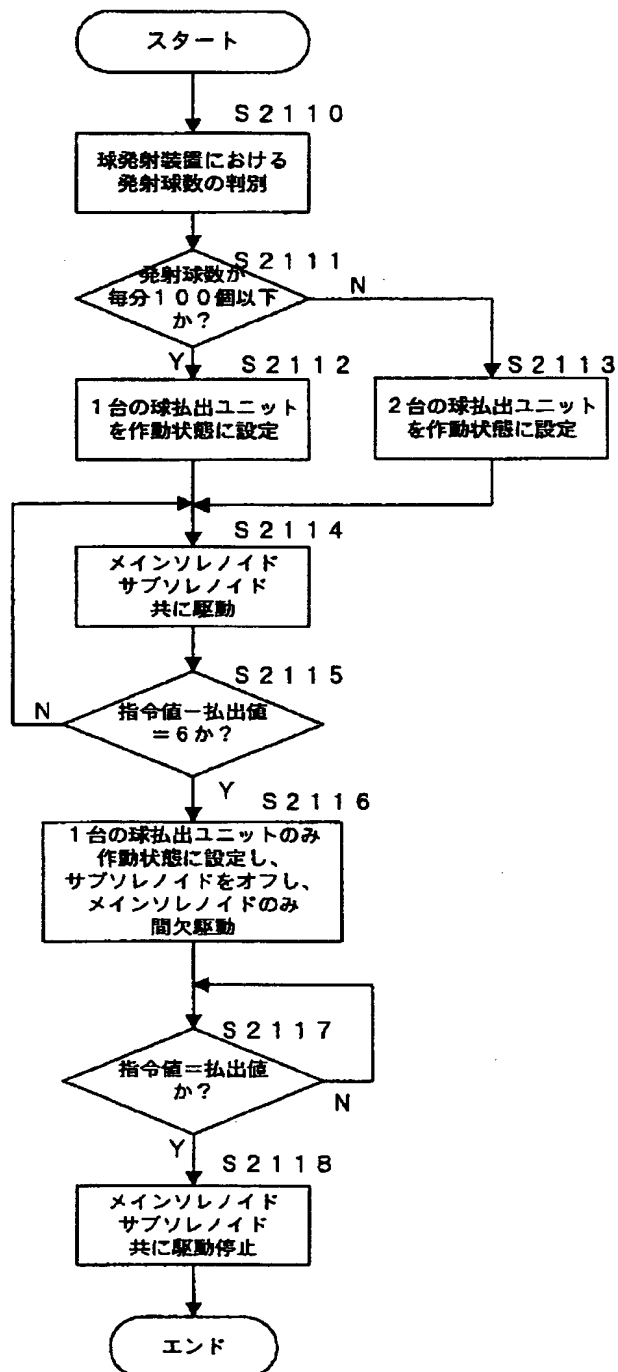 スタート
S2110
球発射装置における
発射球数の判別
S2111
発射球数が
毎分100個以下
か?
N
Y
S2112
1台の球払出ユニット
を作動状態に設定
S2113
2台の球払出ユニット
を作動状態に設定
S2114
メインソレノイド
サブソレノイド
共に駆動
S2115
指令値-払出値
=6か?
N
Y
S2116
1台の球払出ユニットのみ
作動状態に設定し、
サブソレノイドをオフし、
メインソレノイドのみ
間欠駆動
S2117
指令値=払出値
か?
N
Y
S2118
メインソレノイド
サブソレノイド
共に駆動停止
エンド